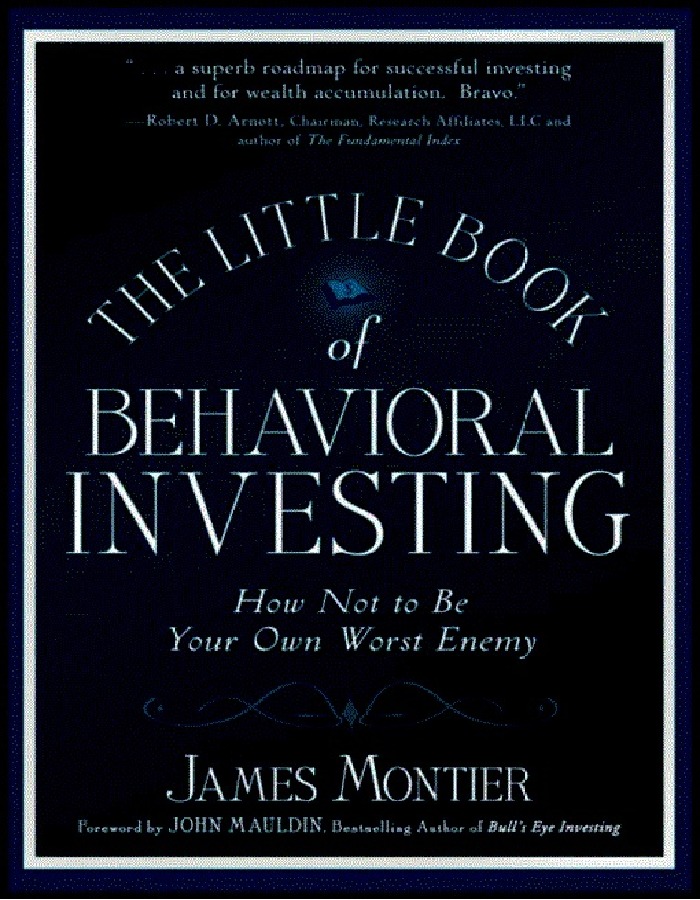 “ . . . a superb roadmap for successful investing
and for wealth accumulation. Bravo.”
—Robert D. Arnott, Chairman, Research Affiliates, LLC and
author of The Fundamental Index
THE LITTLE BOOK
of
BEHAVIORAL
INVESTING
How Not to Be
Your Own Worst Enemy
JAMES MONTIER
Foreword by JOHN MAULDIN, Bestselling Author of Bull's Eye Investing